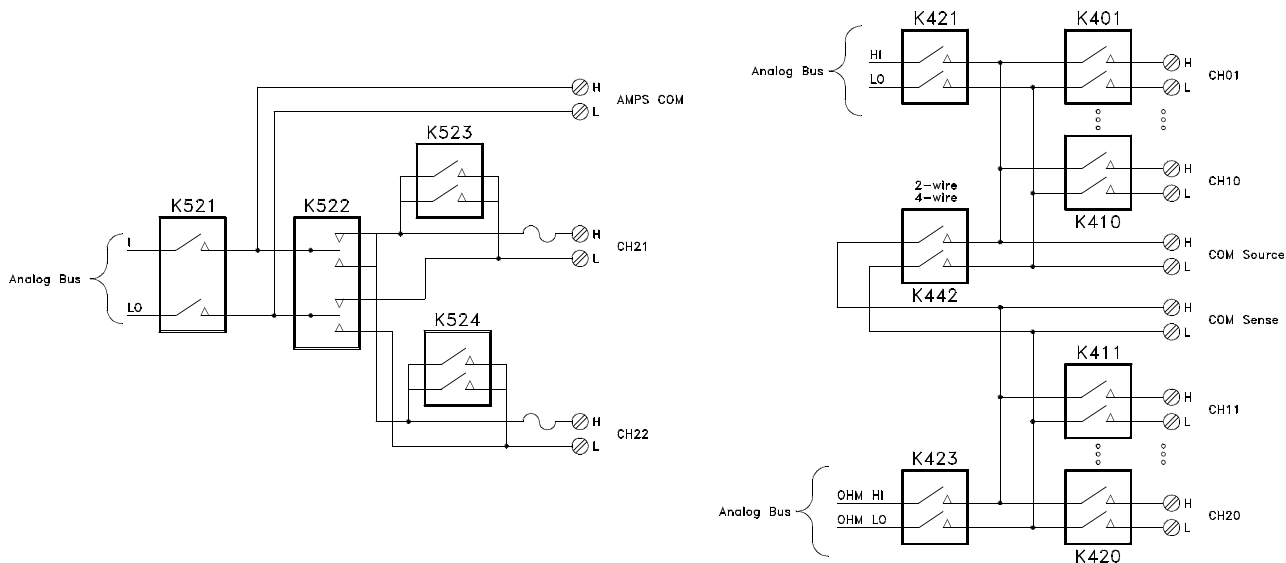 AMPS COM
H
L
K523
K521
K522
Analog Bus
I
LO
H
L
CH21
K524
H
L
CH22
K421
K401
Analog Bus
HI
LO
H
L
CH01
H
L
CH10
K410
2-wire
4-wire
K442
H
L
COM Source
H
L
COM Sense
K411
H
L
CH11
K423
Analog Bus
OHM HI
OHM LO
H
L
CH20
K420